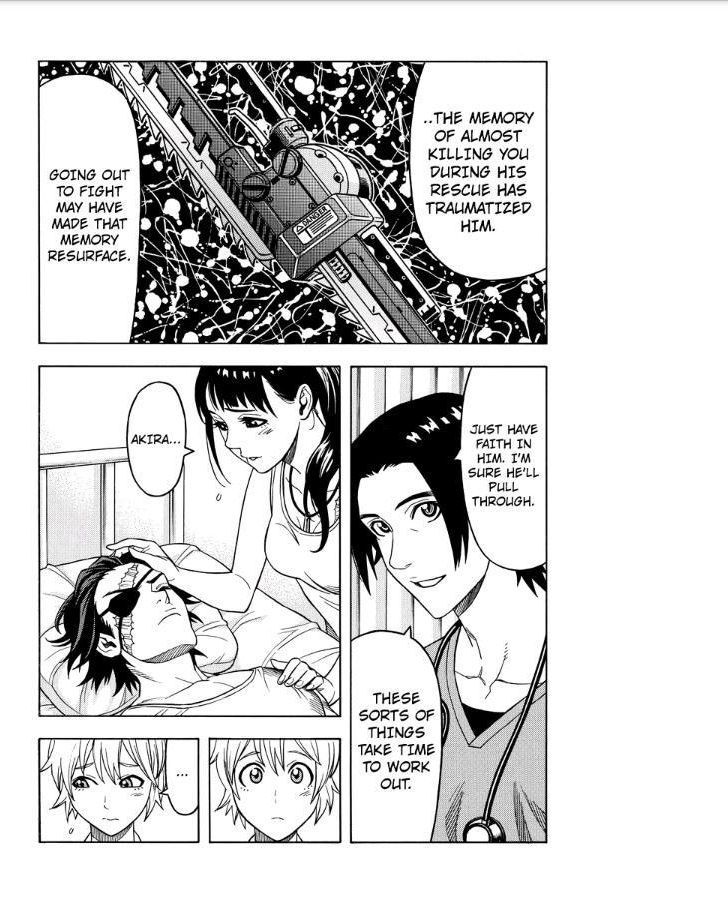 ..THE MEMORY
OF ALMOST
KILLING YOU
DURING HIS
RESCUE HAS
TRAUMATIZED
HIM.
GOING OUT
TO FIGHT
MAY HAVE
MADE THAT
MEMORY
RESURFACE.
DANGER
JUST HAVE
FAITH IN
HIM. I'M
SURE HE'LL
PULL
THROUGH.
THESE
SORTS OF
THINGS
TAKE TIME
TO WORK
OUT.
AKIRA...
...